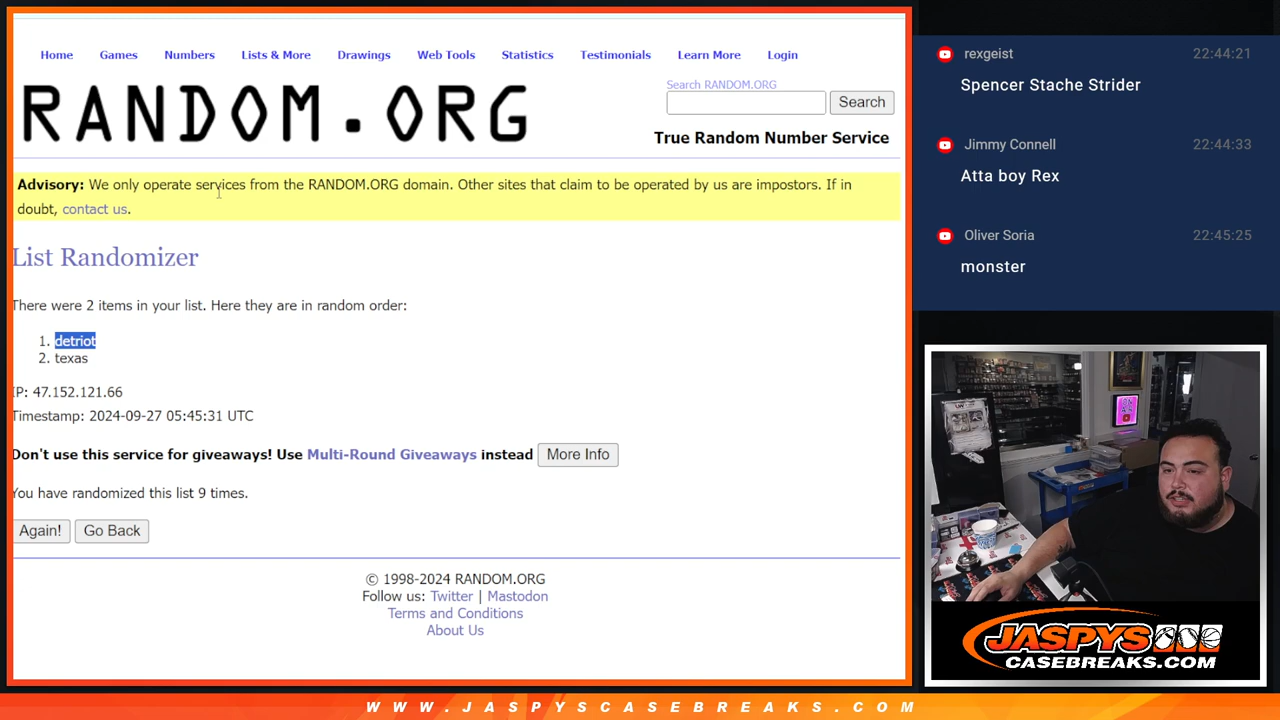 Home Games Numbers Lists & More Drawings Web Tools Statistics Testimonials Learn More Login
RANDOM.ORG
Search RANDOM.ORG
Search
True Random Number Service
Advisory: We only operate services from the RANDOM.ORG domain. Other sites that claim to be operated by us are impostors. If in
doubt, contact us.
List Randomizer
There were 2 items in your list. Here they are in random order:
1. detriot
2. texas
IP: 47.152.121.66
Timestamp: 2024-09-27 05:45:31 UTC
Don't use this service for giveaways! Use Multi-Round Giveaways instead More Info
You have randomized this list 9 times.
Again! Go Back
© 1998-2024 RANDOM.ORG
Follow us: Twitter | Mastodon
Terms and Conditions
About Us
rexgeist 22:44:21
Spencer Stache Strider
Jimmy Connell 22:44:33
Atta boy Rex
Oliver Soria 22:45:25
monster
JASPYS
CASEBREAKS.COM
WWW.JASPYSCASEBREAKS.COM